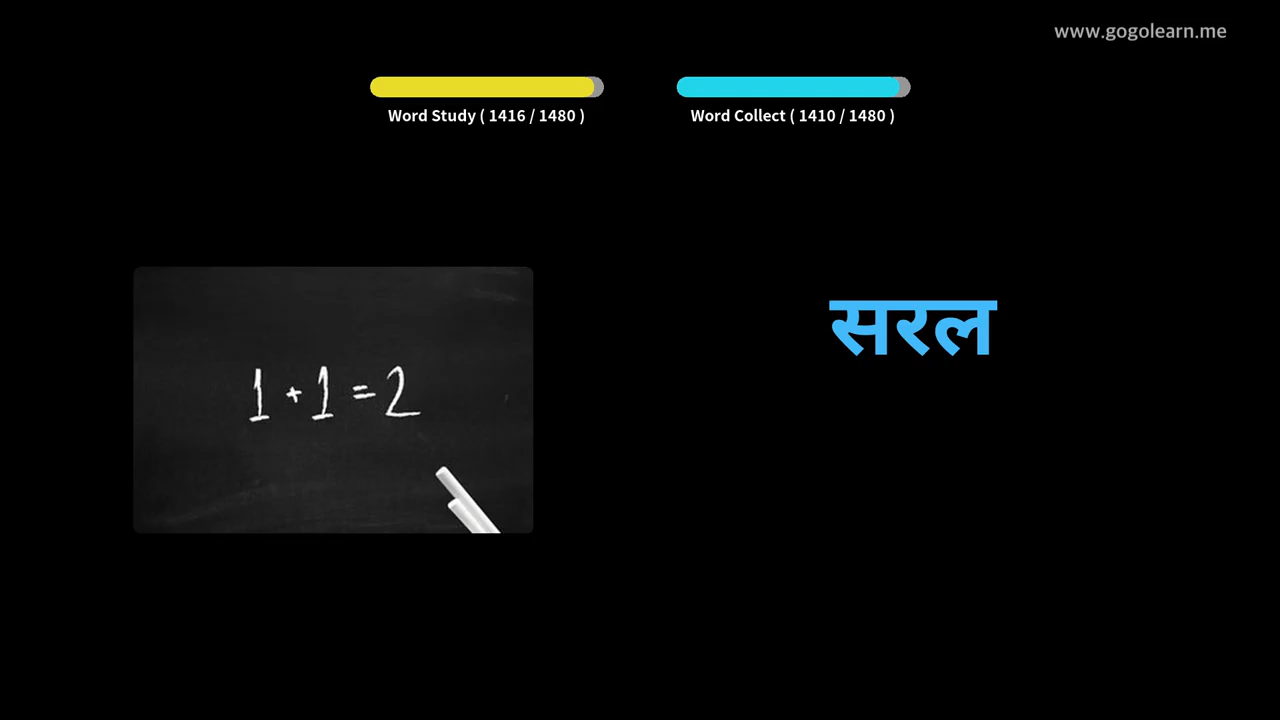 www.gogolearn.me
Word Study ( 1416 / 1480 )
Word Collect ( 1410 / 1480 )
1 + 1 = 2
सरल